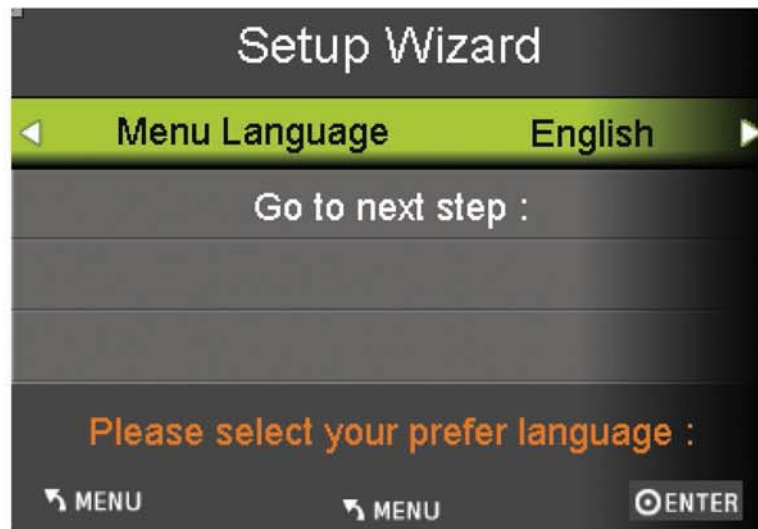 Setup Wizard
Menu Language English
Go to next step :
Please select your prefer language :
MENU MENU ENTER